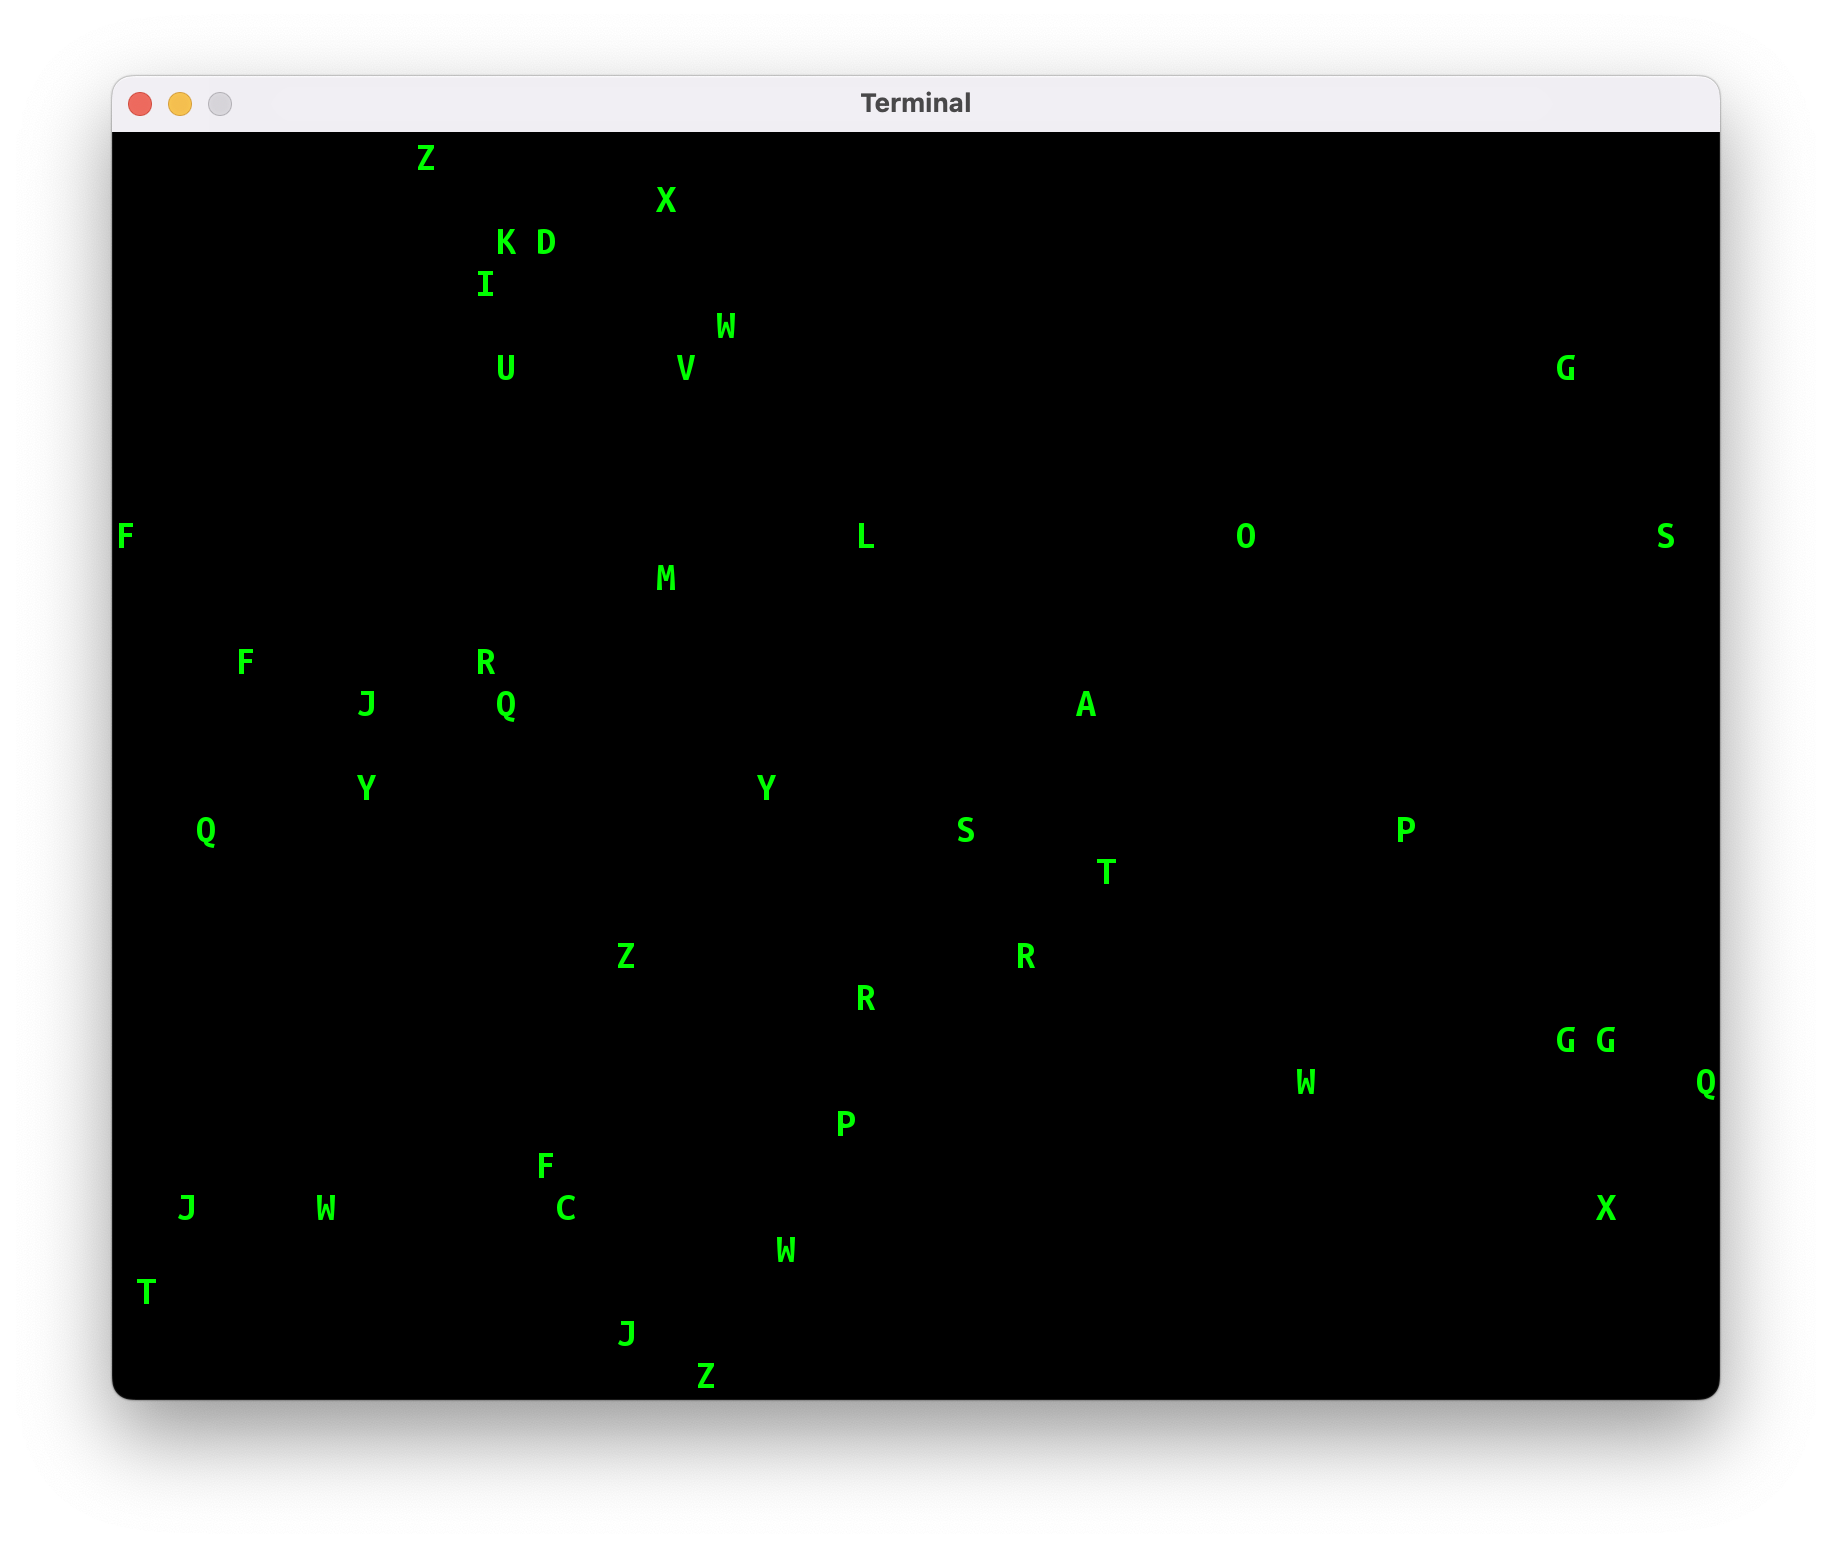 Terminal
Z
X
K D
I
W
U V G
F L O S
M
F R
J Q A
Y Y
Q S P
T
Z R
R
G G
W Q
P
F
J W C X
W
T
J
Z